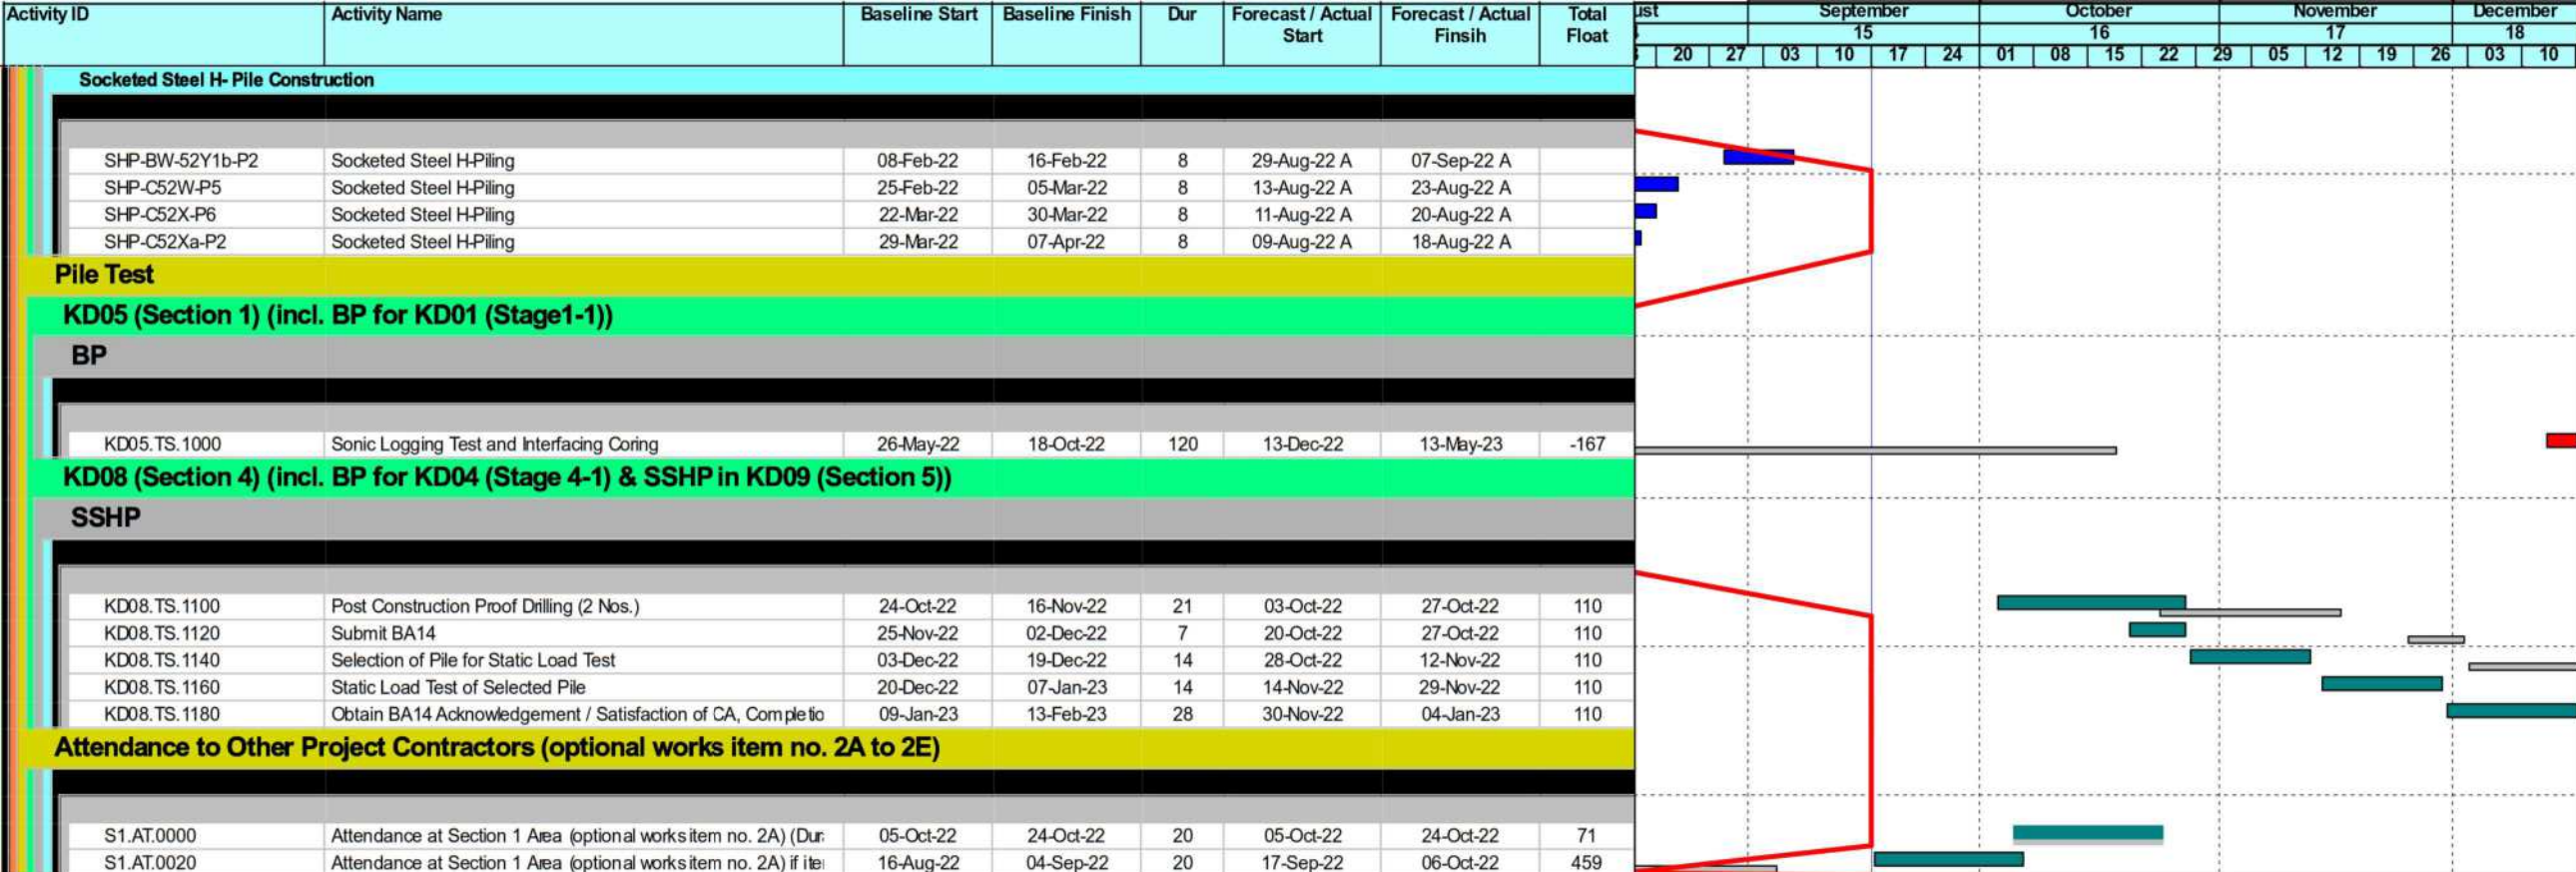 Activity ID Activity Name Baseline Start Baseline Finish Dur Forecast / Actual Start Forecast / Actual Finsih Total Float
ust September October November December
15 16 17 18
20 27 03 10 17 24 01 08 15 22 29 05 12 19 26 03 10
Socketed Steel H- Pile Construction
SHP-BW-52Y1b-P2 Socketed Steel H-Piling 08-Feb-22 16-Feb-22 8 29-Aug-22 A 07-Sep-22 A
SHP-C52W-P5 Socketed Steel H-Piling 25-Feb-22 05-Mar-22 8 13-Aug-22 A 23-Aug-22 A
SHP-C52X-P6 Socketed Steel H-Piling 22-Mar-22 30-Mar-22 8 11-Aug-22 A 20-Aug-22 A
SHP-C52Xa-P2 Socketed Steel H-Piling 29-Mar-22 07-Apr-22 8 09-Aug-22 A 18-Aug-22 A
Pile Test
KD05 (Section 1) (incl. BP for KD01 (Stage1-1))
BP
KD05.TS.1000 Sonic Logging Test and Interfacing Coring 26-May-22 18-Oct-22 120 13-Dec-22 13-May-23 -167
KD08 (Section 4) (incl. BP for KD04 (Stage 4-1) & SSHP in KD09 (Section 5))
SSHP
KD08.TS.1100 Post Construction Proof Drilling (2 Nos.) 24-Oct-22 16-Nov-22 21 03-Oct-22 27-Oct-22 110
KD08.TS.1120 Submit BA14 25-Nov-22 02-Dec-22 7 20-Oct-22 27-Oct-22 110
KD08.TS.1140 Selection of Pile for Static Load Test 03-Dec-22 19-Dec-22 14 28-Oct-22 12-Nov-22 110
KD08.TS.1160 Static Load Test of Selected Pile 20-Dec-22 07-Jan-23 14 14-Nov-22 29-Nov-22 110
KD08.TS.1180 Obtain BA14 Acknowledgement / Satisfaction of CA, Completio 09-Jan-23 13-Feb-23 28 30-Nov-22 04-Jan-23 110
Attendance to Other Project Contractors (optional works item no. 2A to 2E)
S1.AT.0000 Attendance at Section 1 Area (optional works item no. 2A) (Dur 05-Oct-22 24-Oct-22 20 05-Oct-22 24-Oct-22 71
S1.AT.0020 Attendance at Section 1 Area (optional works item no. 2A) if ite 16-Aug-22 04-Sep-22 20 17-Sep-22 06-Oct-22 459